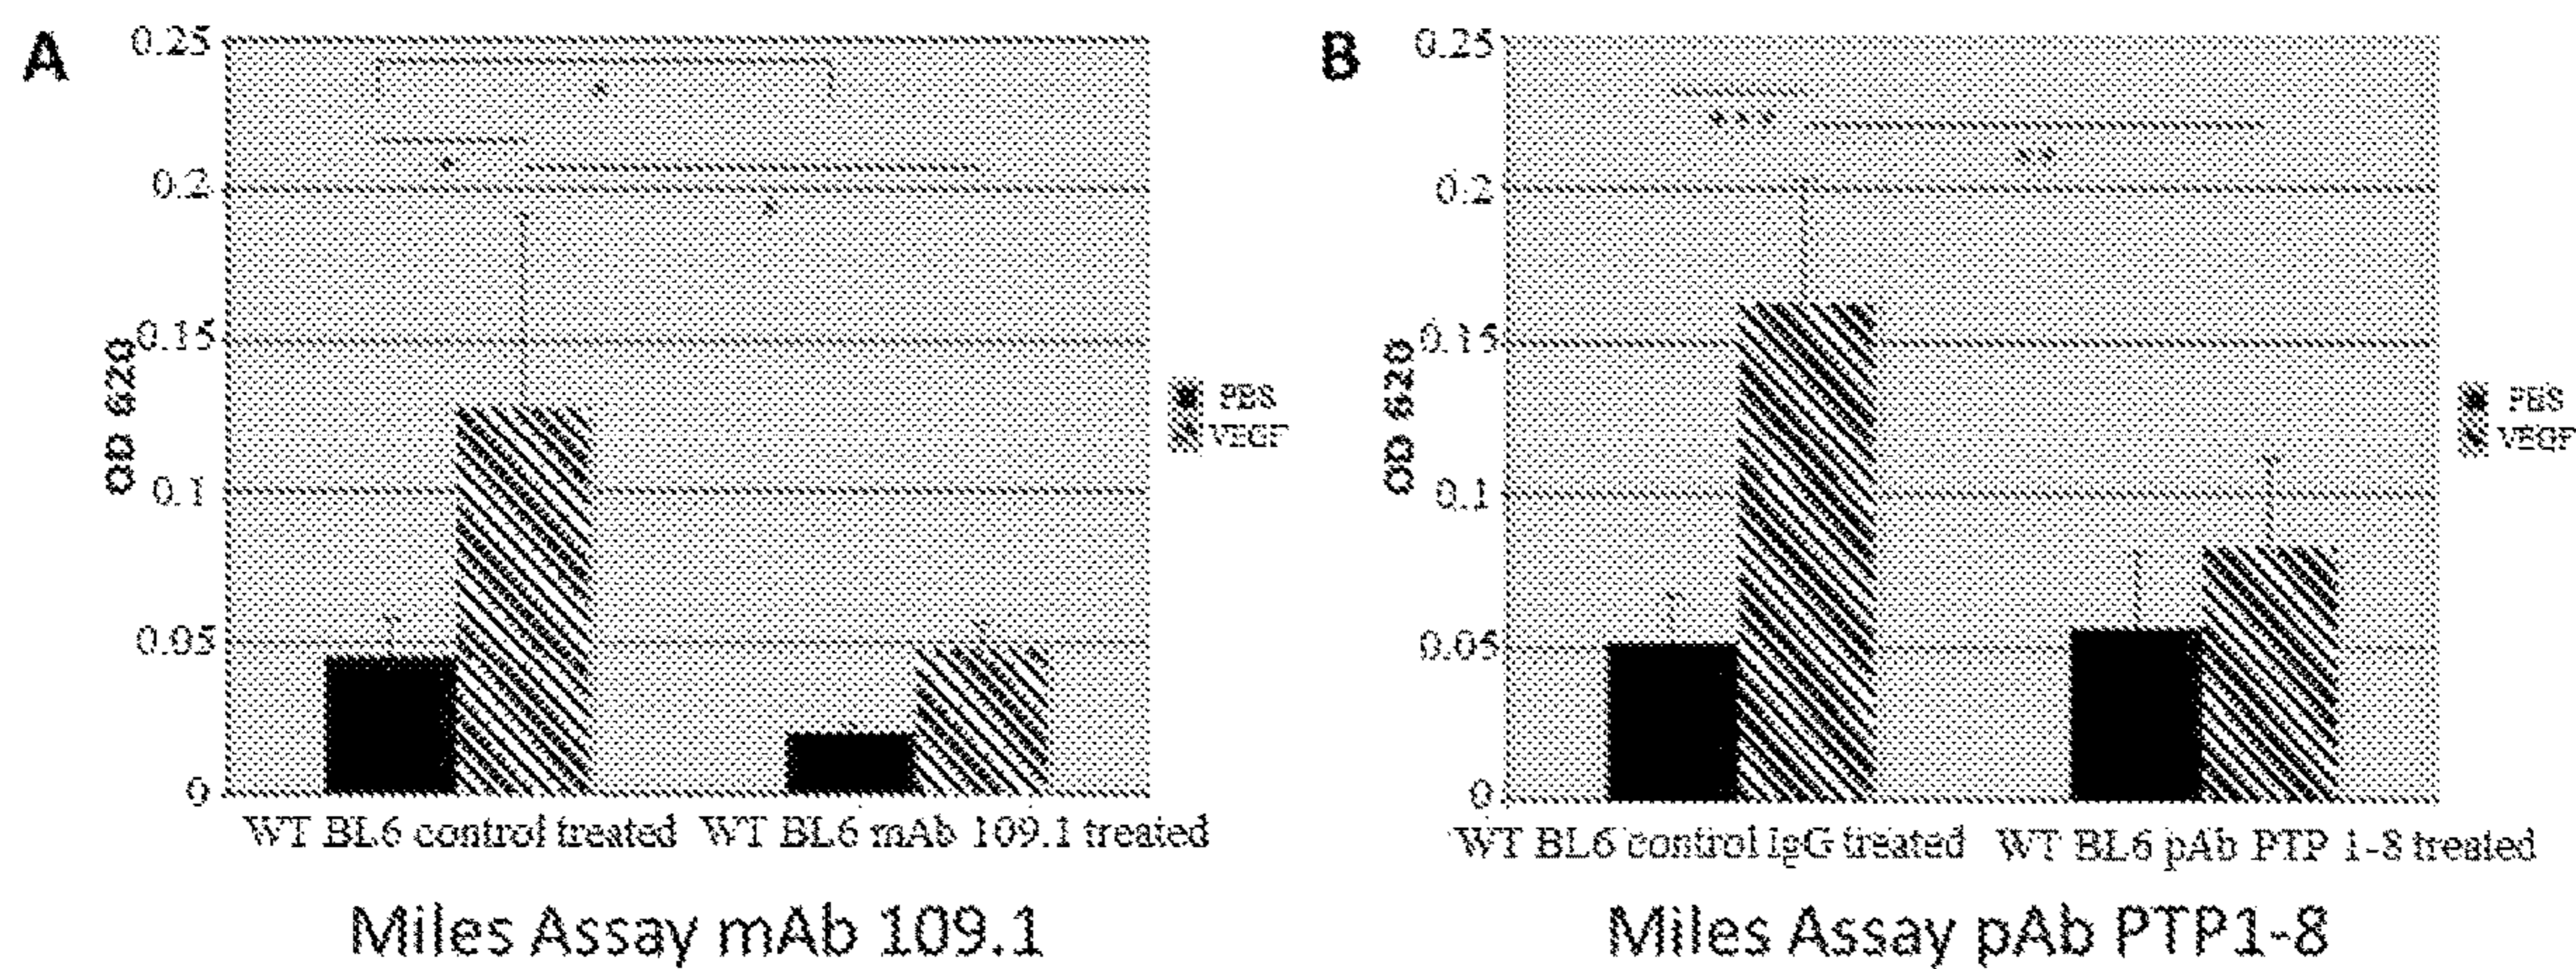 A
0.25
*
*
0.2
*
0.15
OD 620
0.1
0.05
0
PBS
VEGF
WT BL6 control treated WT BL6 mAb 109.1 treated
Miles Assay mAb 109.1
B
0.25
***
**
0.2
0.15
OD 620
0.1
0.05
0
PBS
VEGF
WT BL6 control IgG treated WT BL6 pAb PTP 1-8 treated
Miles Assay pAb PTP1-8